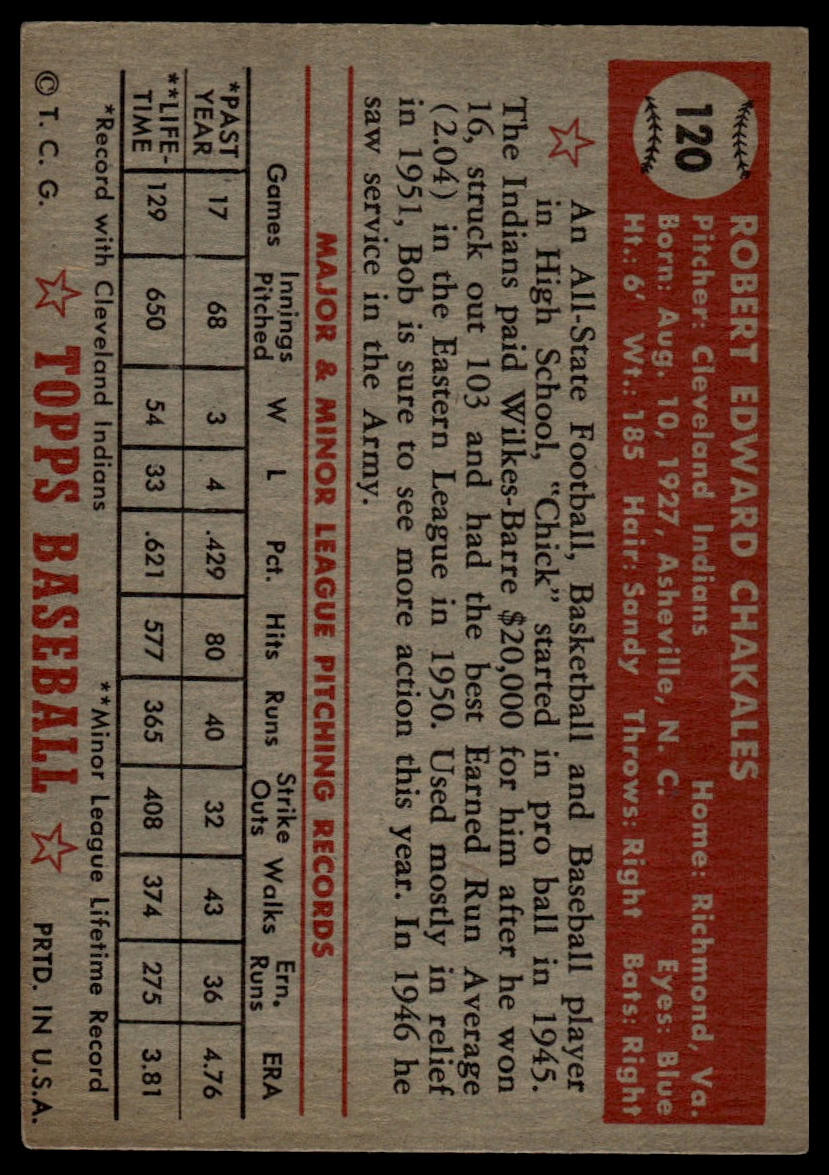 120
ROBERT EDWARD CHAKALES
Pitcher: Cleveland Indians Home: Richmond, Va.
Born: Aug. 10, 1927, Asheville, N. C. Eyes: Blue
Ht.: 6' Wt.: 185 Hair: Sandy Throws: Right Bats: Right
An All-State Football, Basketball and Baseball player
in High School, "Chick" started in pro ball in 1945.
The Indians paid Wilkes-Barre $20,000 for him after he won
16, struck out 103 and had the best Earned Run Average
(2.04) in the Eastern League in 1950. Used mostly in relief
in 1951, Bob is sure to see more action this year. In 1946 he
saw service in the Army.
MAJOR & MINOR LEAGUE PITCHING RECORDS
Games Innings Pitched W L Pct. Hits Runs Strike Outs Walks Ern. Runs ERA
*PAST YEAR 17 68 3 4 .429 80 40 32 43 36 4.76
**LIFE-TIME 129 650 54 33 .621 577 365 408 374 275 3.81
*Record with Cleveland Indians **Minor League Lifetime Record
© T. C. G. TOPPS BASEBALL PRTD. IN U.S.A.